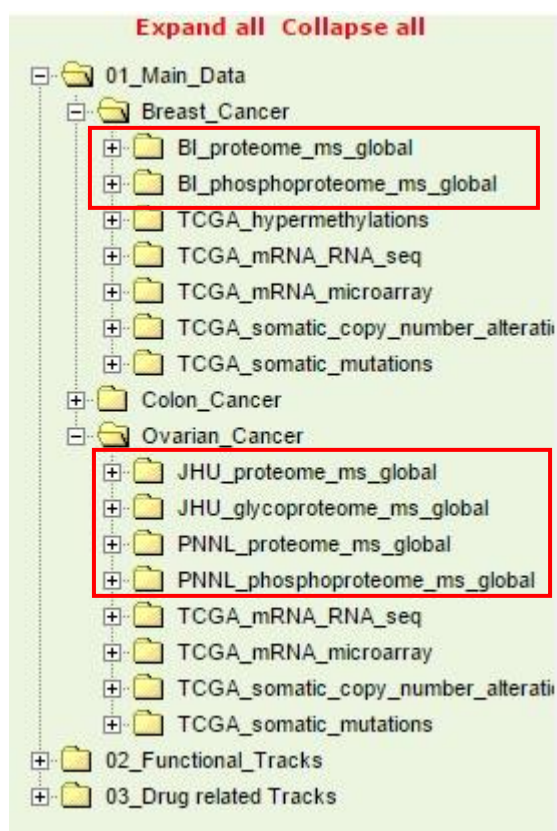 Expand all Collapse all
01_Main_Data
Breast_Cancer
BI_proteome_ms_global
BI_phosphoproteome_ms_global
TCGA_hypermethylations
TCGA_mRNA_RNA_seq
TCGA_mRNA_microarray
TCGA_somatic_copy_number_alterati
TCGA_somatic_mutations
Colon_Cancer
Ovarian_Cancer
JHU_proteome_ms_global
JHU_glycoproteome_ms_global
PNNL_proteome_ms_global
PNNL_phosphoproteome_ms_global
TCGA_mRNA_RNA_seq
TCGA_mRNA_microarray
TCGA_somatic_copy_number_alterati
TCGA_somatic_mutations
02_Functional_Tracks
03_Drug related Tracks